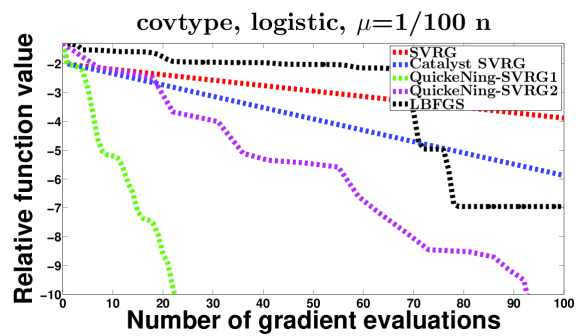 covtype, logistic, μ=1/100 n
Relative function value
-2
-3
-4
-5
-6
-7
-8
-9
-10
SVRG
Catalyst SVRG
QuickeNing-SVRG1
QuickeNing-SVRG2
LBFGS
0 10 20 30 40 50 60 70 80 90 100
Number of gradient evaluations